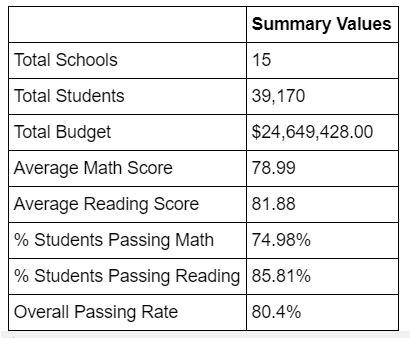 Summary Values
Total Schools 15
Total Students 39,170
Total Budget $24,649,428.00
Average Math Score 78.99
Average Reading Score 81.88
% Students Passing Math 74.98%
% Students Passing Reading 85.81%
Overall Passing Rate 80.4%